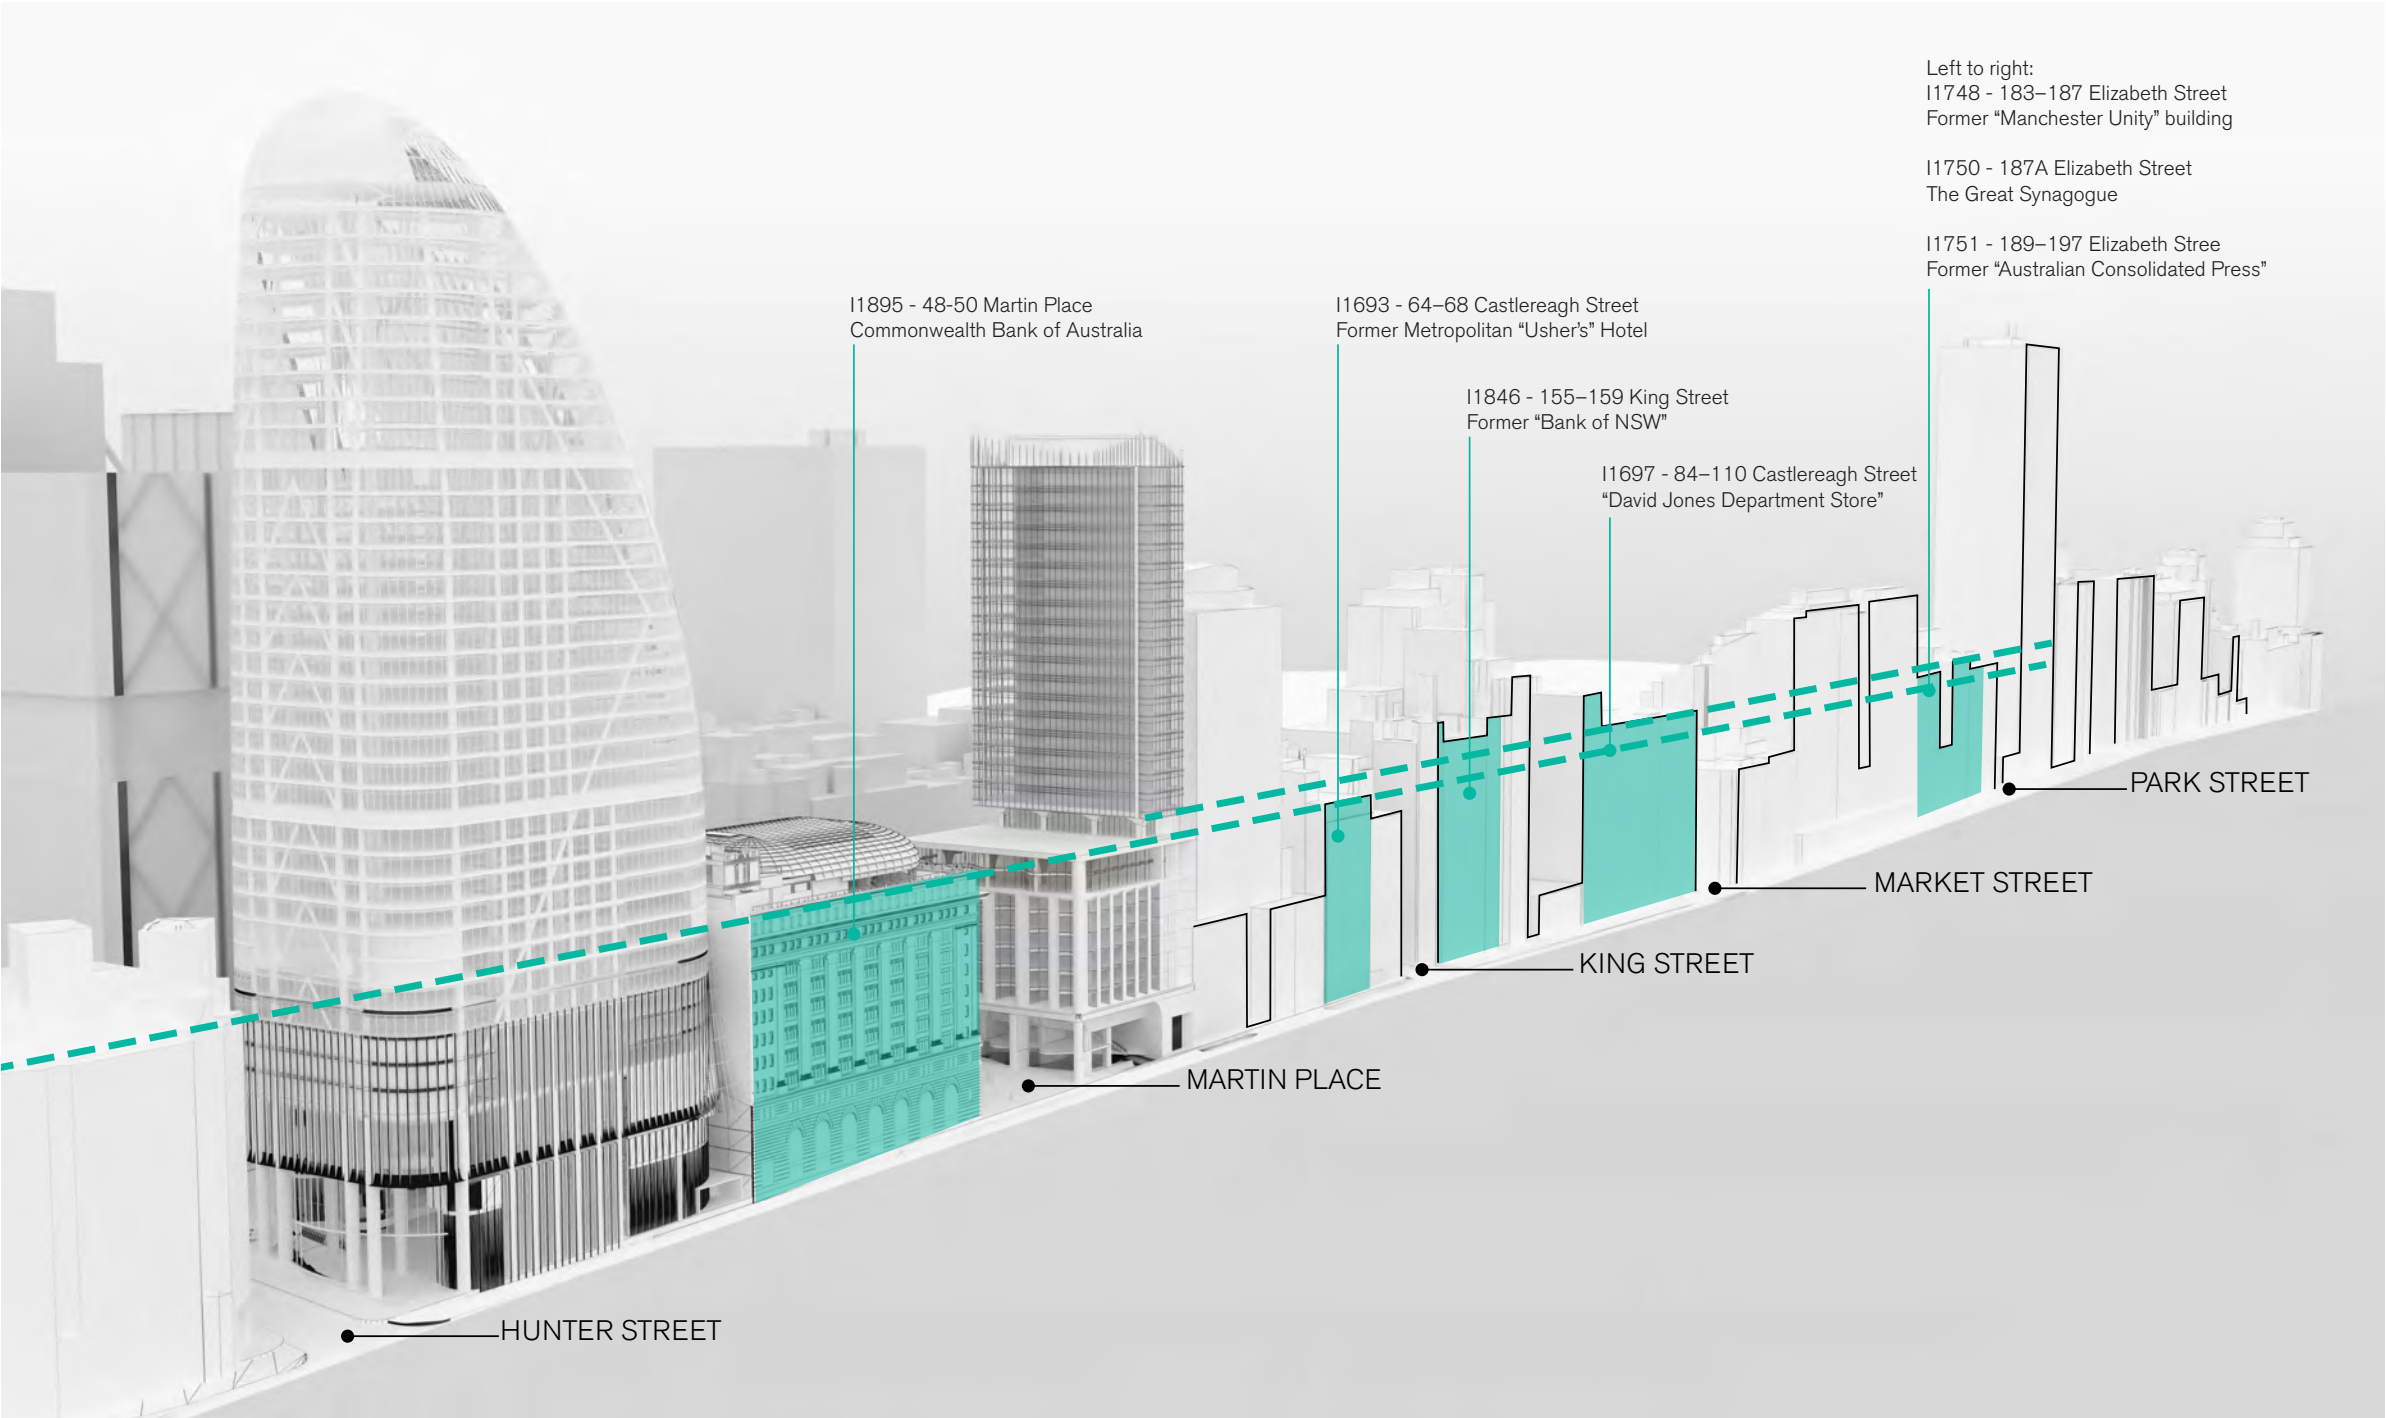 Left to right:
I1748 - 183–187 Elizabeth Street
Former “Manchester Unity” building
I1750 - 187A Elizabeth Street
The Great Synagogue
I1751 - 189–197 Elizabeth Stree
Former “Australian Consolidated Press”
I1895 - 48-50 Martin Place
Commonwealth Bank of Australia
I1693 - 64–68 Castlereagh Street
Former Metropolitan “Usher’s” Hotel
I1846 - 155–159 King Street
Former “Bank of NSW”
I1697 - 84–110 Castlereagh Street
“David Jones Department Store”
PARK STREET
MARKET STREET
KING STREET
MARTIN PLACE
HUNTER STREET